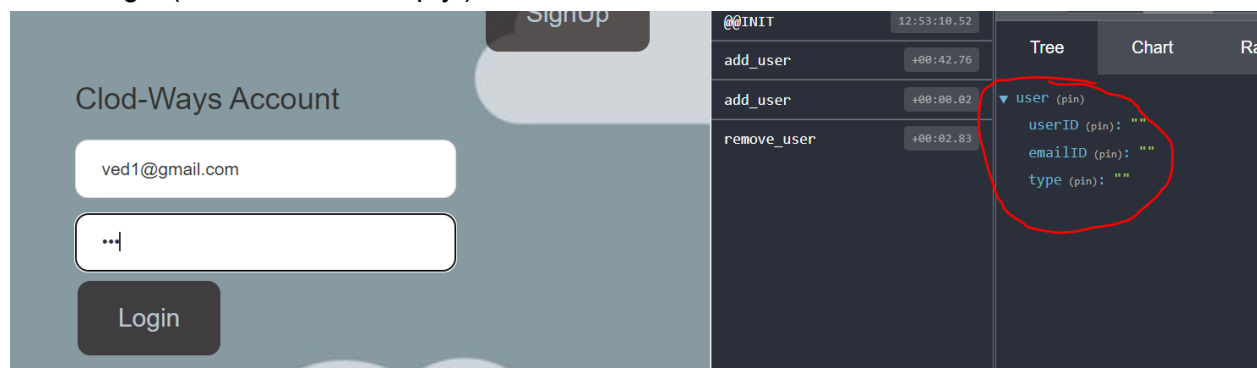 SignUp
Clod-Ways Account
ved1@gmail.com
•••
Login
@@INIT 12:53:10.52
add_user +00:42.76
add_user +00:00.02
remove_user +00:02.83
Tree Chart
▼ user (pin)
userID (pin): ""
emailID (pin): ""
type (pin): ""